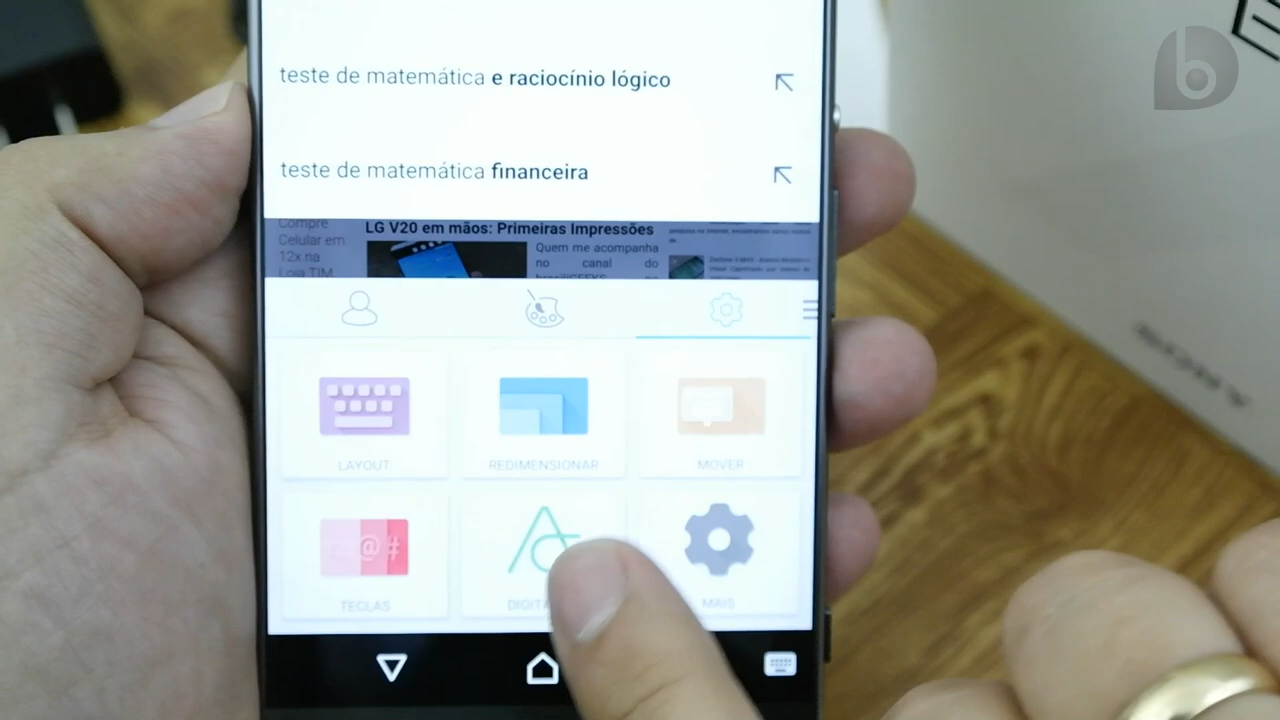 teste de matemática e raciocínio lógico
teste de matemática financeira
Compre
Celular em
12x na
Loja TIM
LG V20 em mãos: Primeiras Impressões
Quem me acompanha
no canal do
LAYOUT
REDIMENSIONAR
MOVER
@ #
TECLAS
MAIS
b